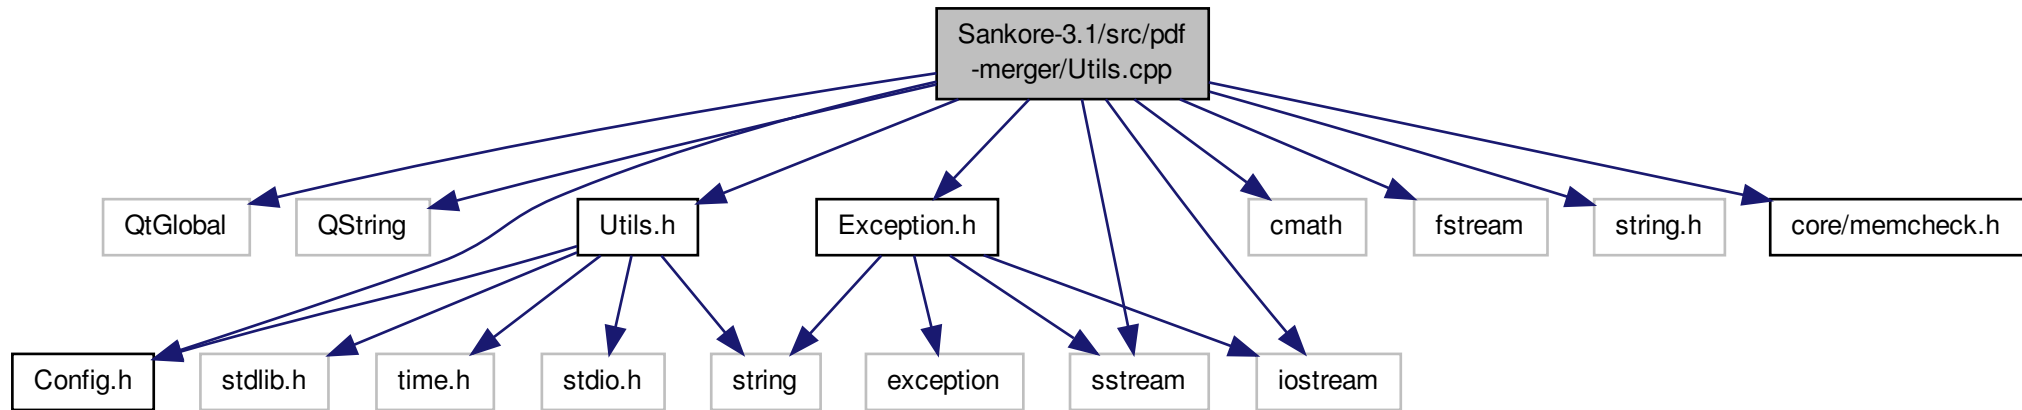 Sankore-3.1/src/pdf
-merger/Utils.cpp
QtGlobal
QString
Utils.h
Exception.h
cmath
fstream
string.h
core/memcheck.h
Config.h
stdlib.h
time.h
stdio.h
string
exception
sstream
iostream